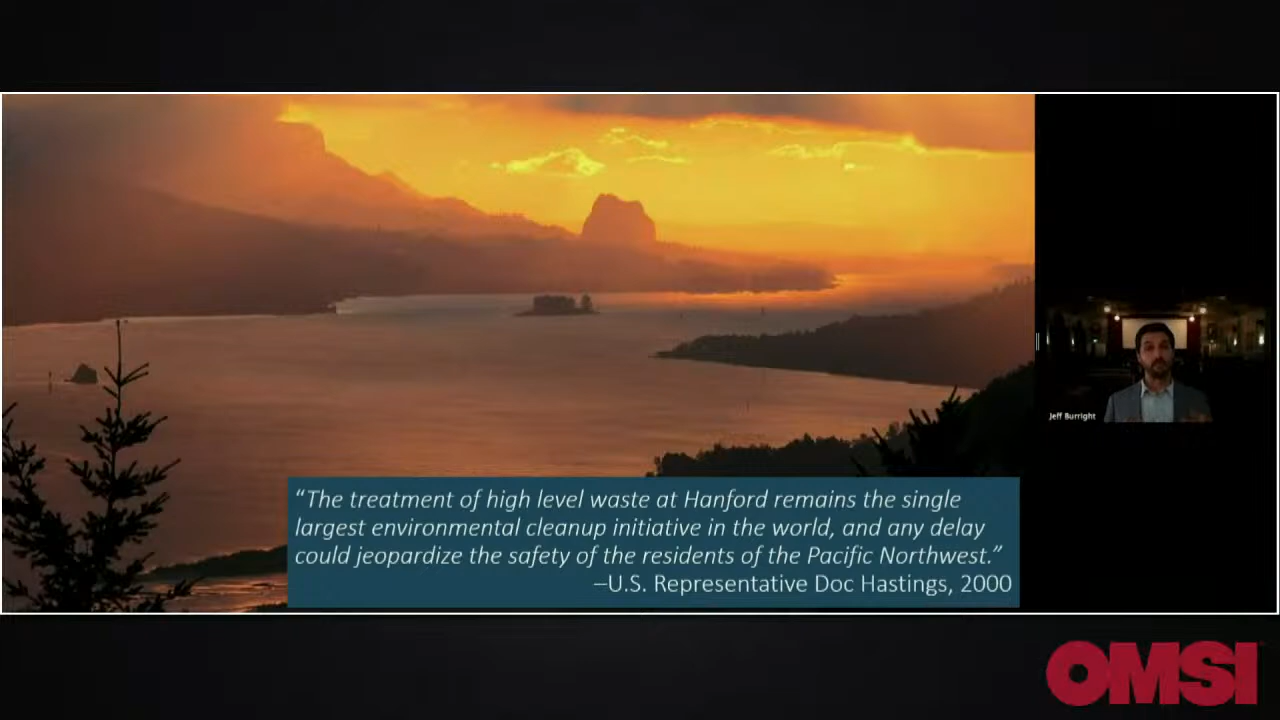 “The treatment of high level waste at Hanford remains the single
largest environmental cleanup initiative in the world, and any delay
could jeopardize the safety of the residents of the Pacific Northwest.”
–U.S. Representative Doc Hastings, 2000
Jeff Burright
OMSI